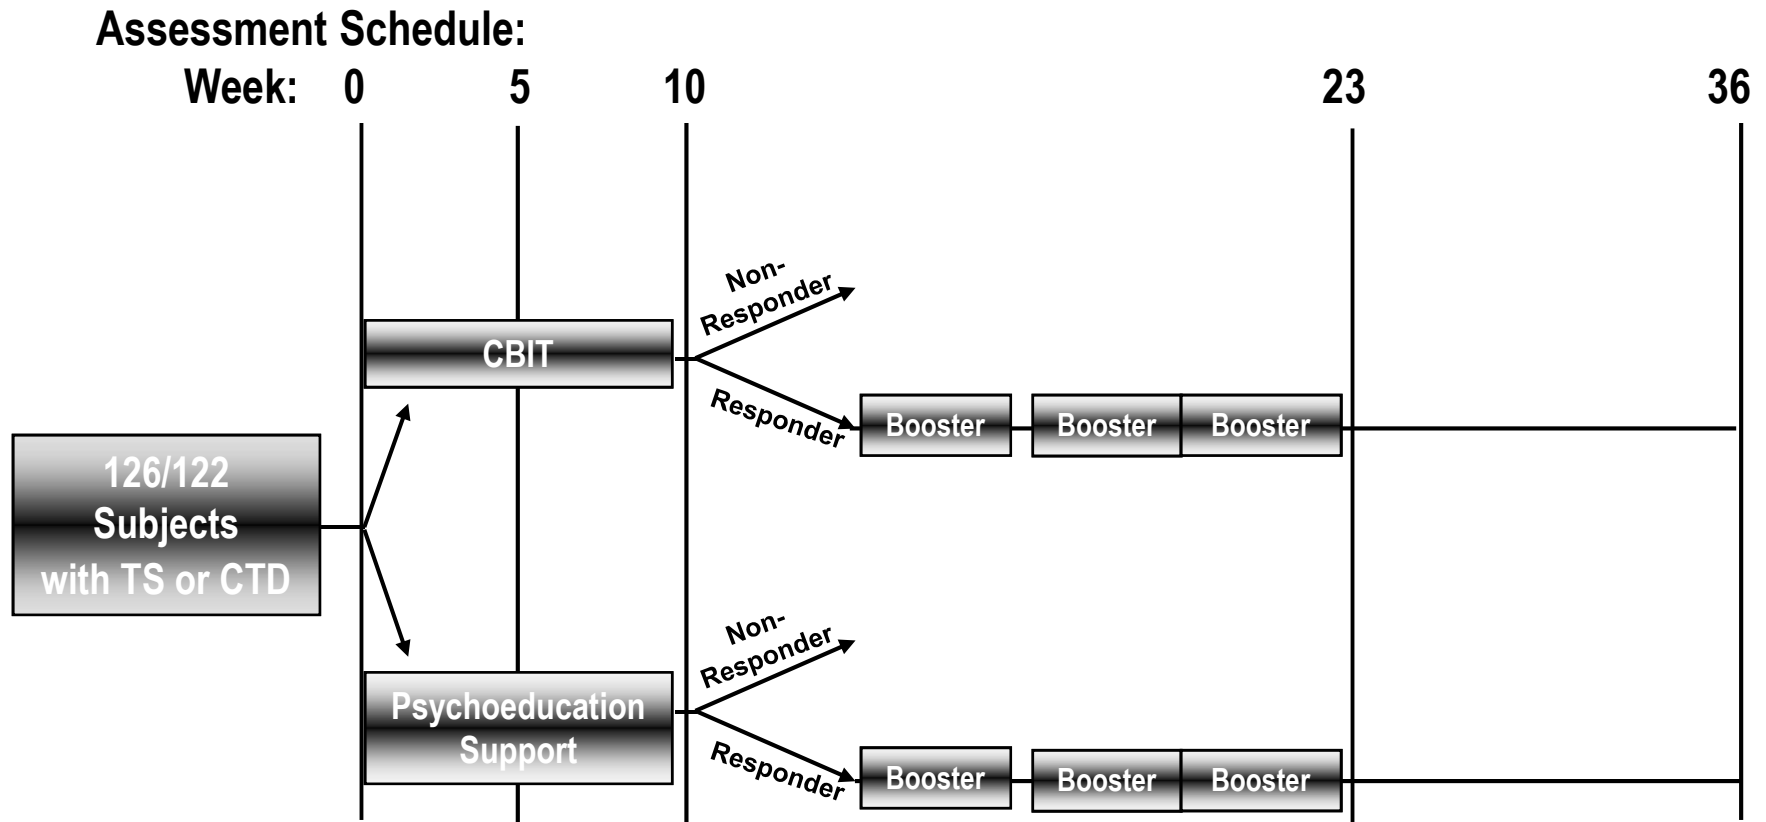 Assessment Schedule:
Week: 0 5 10 23 36
Non-
Responder
CBIT
Responder
Booster Booster Booster
126/122
Subjects
with TS or CTD
Non-
Responder
Psychoeducation
Support
Responder
Booster Booster Booster